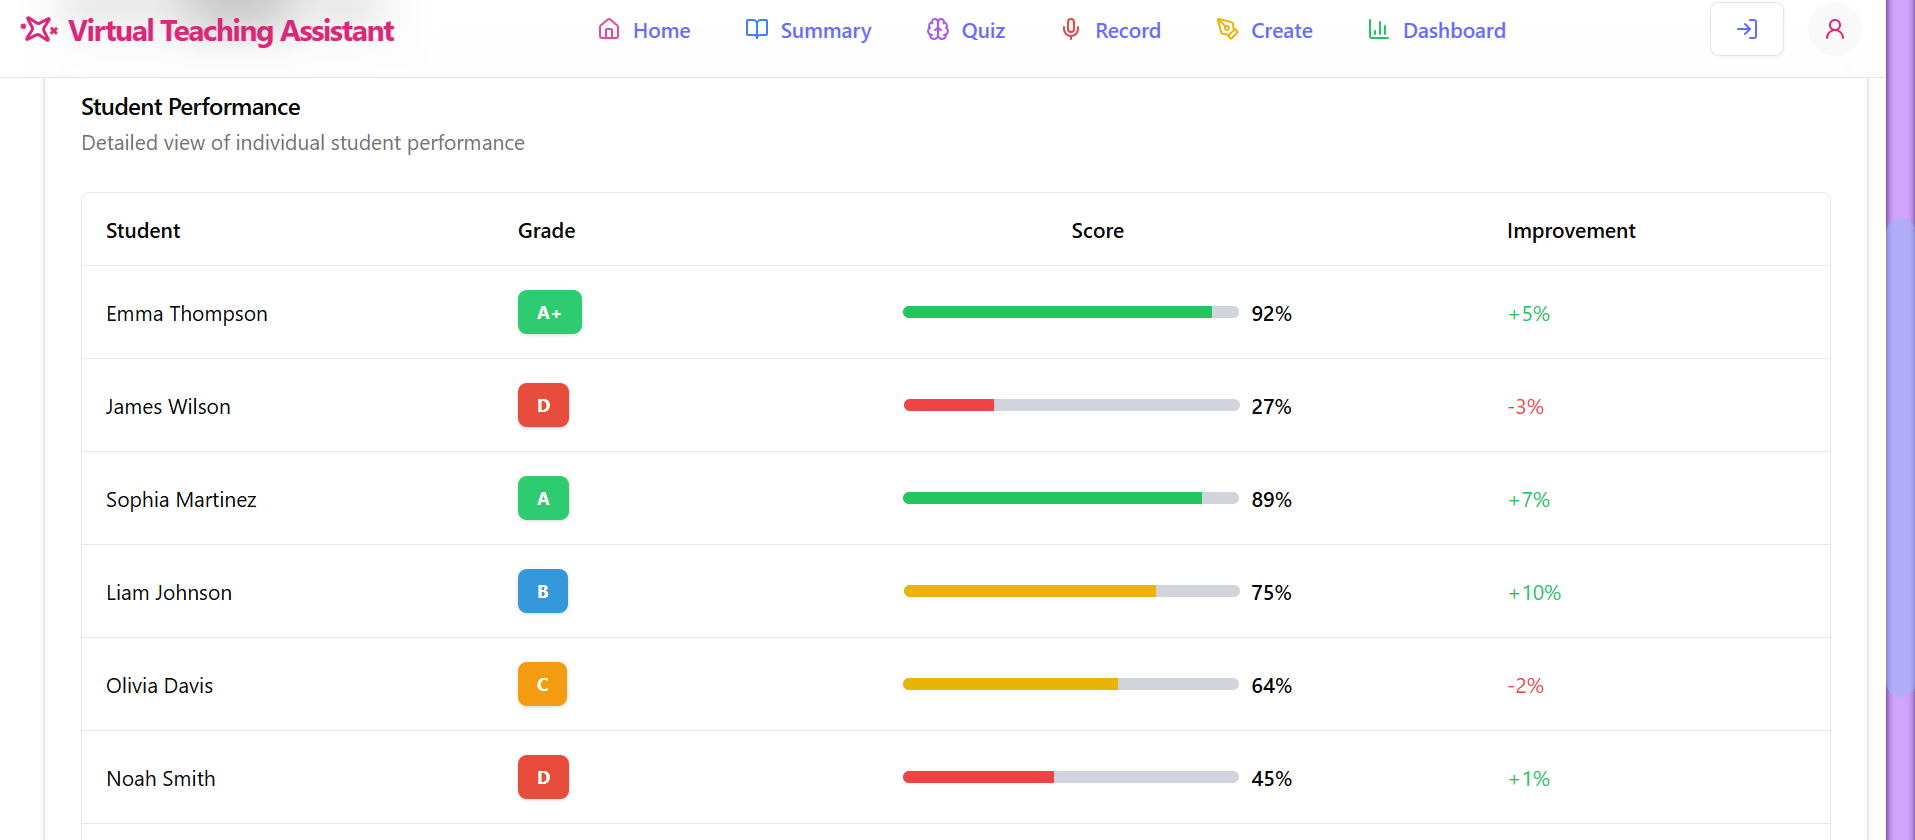 Virtual Teaching Assistant Home Summary Quiz Record Create Dashboard
Student Performance
Detailed view of individual student performance
Student Grade Score Improvement
Emma Thompson A+ 92% +5%
James Wilson D 27% -3%
Sophia Martinez A 89% +7%
Liam Johnson B 75% +10%
Olivia Davis C 64% -2%
Noah Smith D 45% +1%